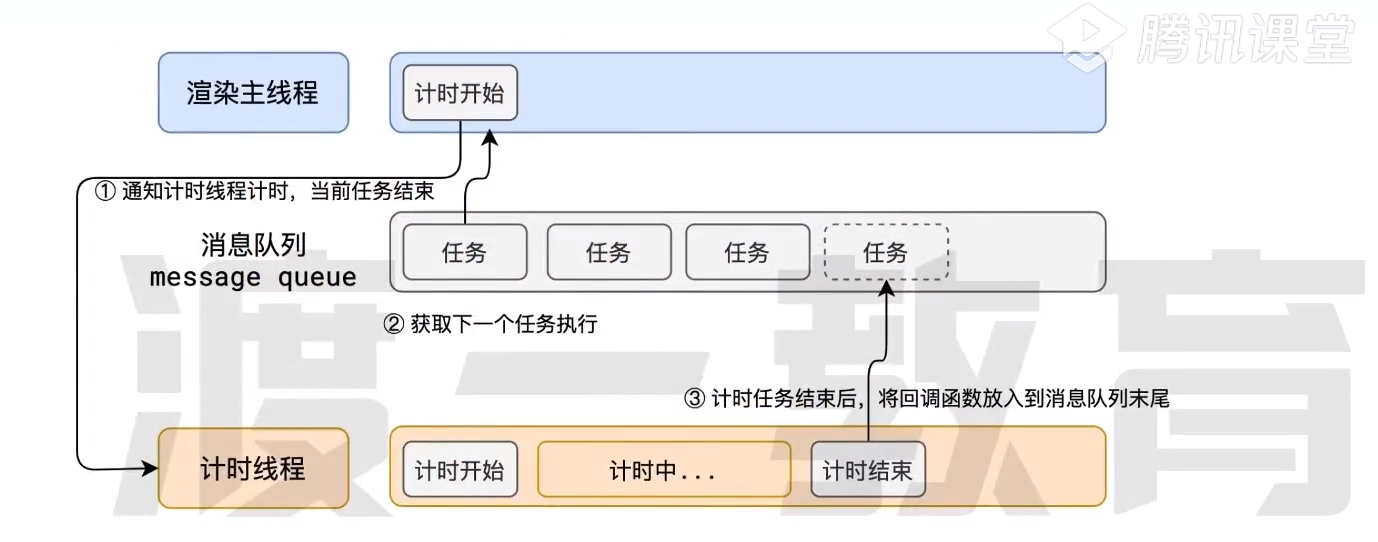 腾讯课堂
渲染主线程
计时开始
① 通知计时线程计时，当前任务结束
消息队列
message queue
任务
任务
任务
任务
② 获取下一个任务执行
③ 计时任务结束后，将回调函数放入到消息队列末尾
渡一教育
计时线程
计时开始
计时中...
计时结束